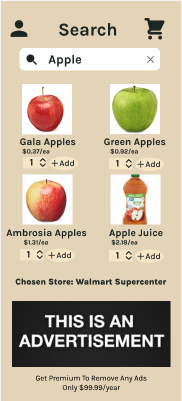 Search
Apple
Gala Apples
$0.37/ea
1 +Add
Green Apples
$0.92/ea
1 +Add
Ambrosia Apples
$1.31/ea
1 +Add
Apple Juice
$2.18/ea
1 +Add
Chosen Store: Walmart Supercenter
THIS IS AN
ADVERTISEMENT
Get Premium To Remove Any Ads
Only $99.99/year